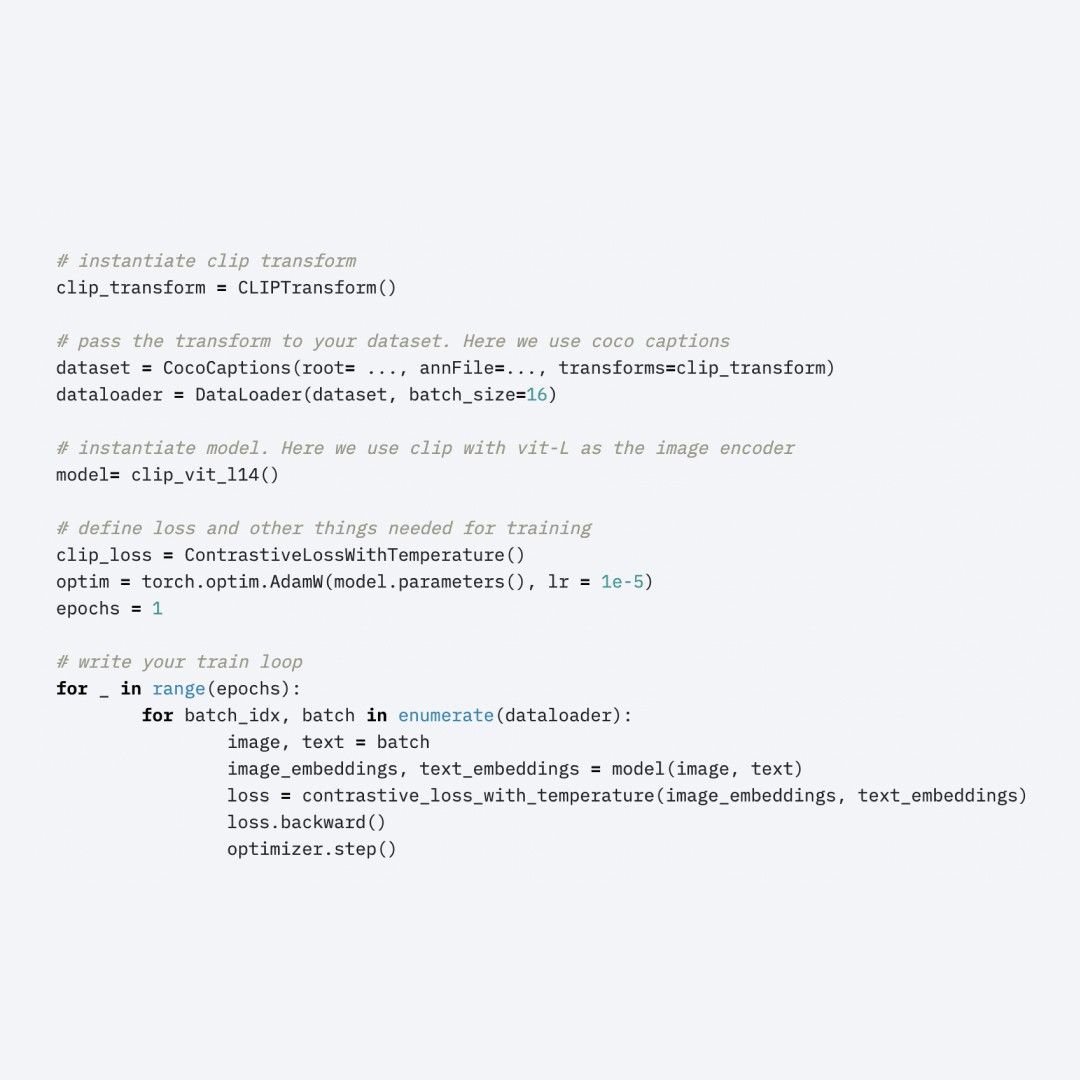 # instantiate clip transform
clip_transform = CLIPTransform()
# pass the transform to your dataset. Here we use coco captions
dataset = CocoCaptions(root= ..., annFile=..., transforms=clip_transform)
dataloader = DataLoader(dataset, batch_size=16)
# instantiate model. Here we use clip with vit-L as the image encoder
model= clip_vit_l14()
# define loss and other things needed for training
clip_loss = ContrastiveLossWithTemperature()
optim = torch.optim.AdamW(model.parameters(), lr = 1e-5)
epochs = 1
# write your train loop
for _ in range(epochs):
        for batch_idx, batch in enumerate(dataloader):
                image, text = batch
                image_embeddings, text_embeddings = model(image, text)
                loss = contrastive_loss_with_temperature(image_embeddings, text_embeddings)
                loss.backward()
                optimizer.step()